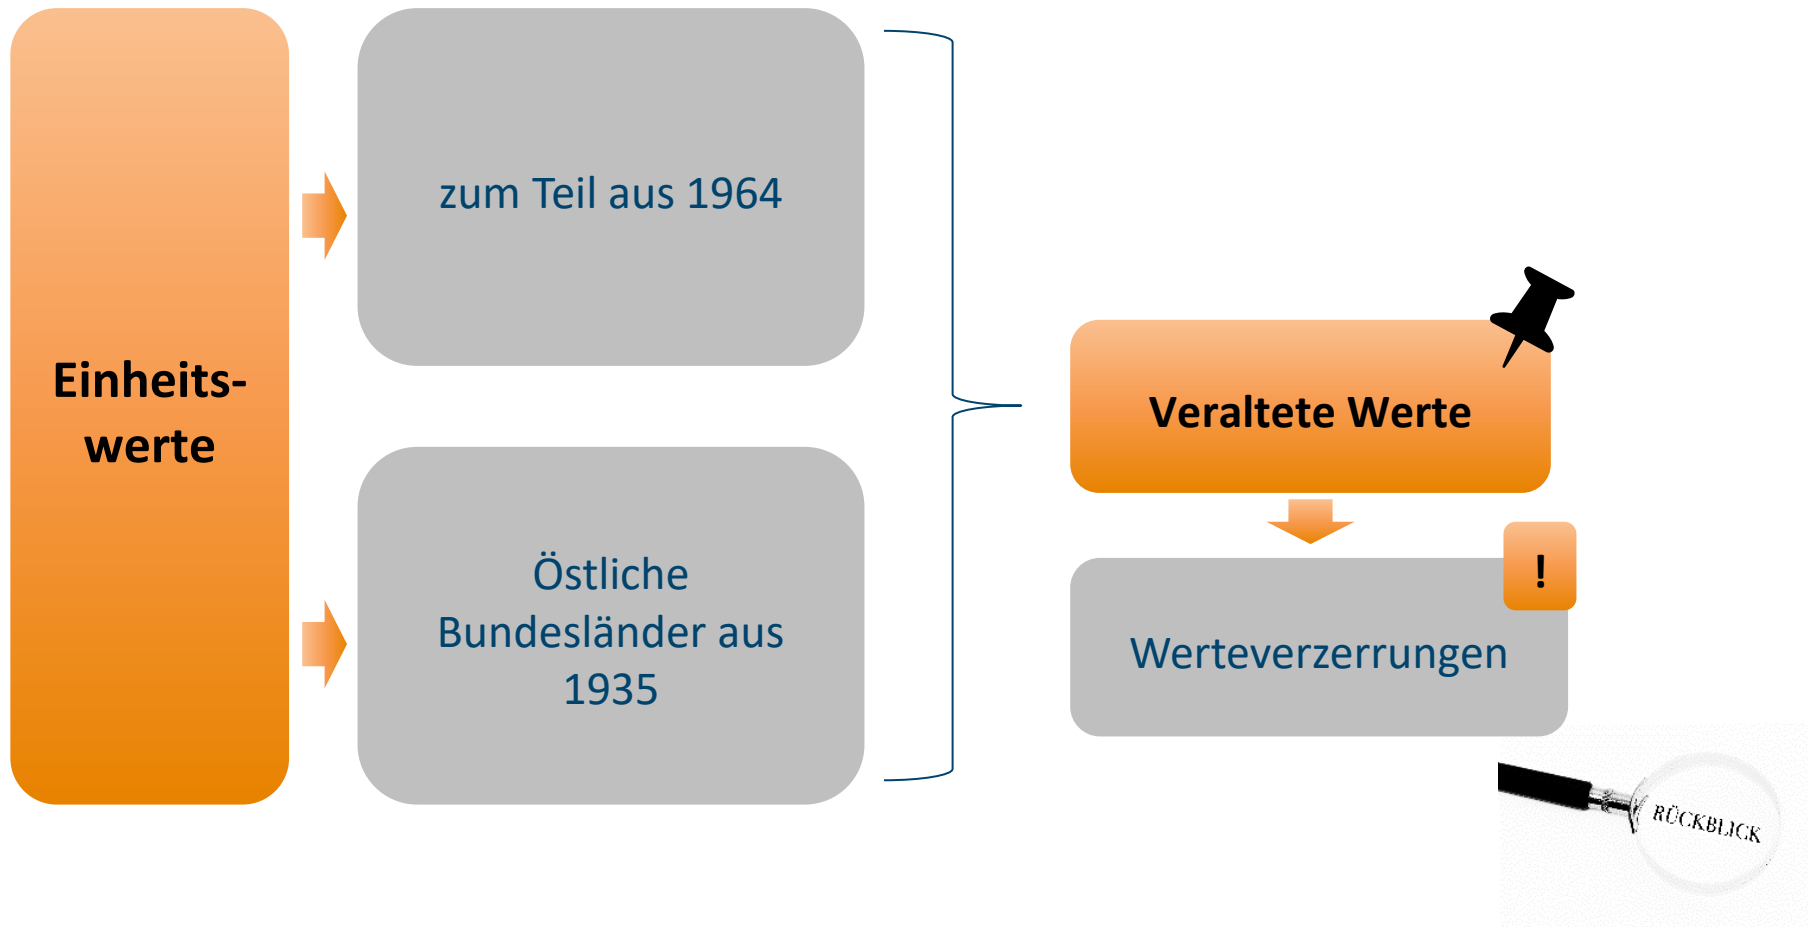 Einheits-
werte
zum Teil aus 1964
Östliche
Bundesländer aus
1935
Veraltete Werte
!
Werteverzerrungen
RÜCKBLICK